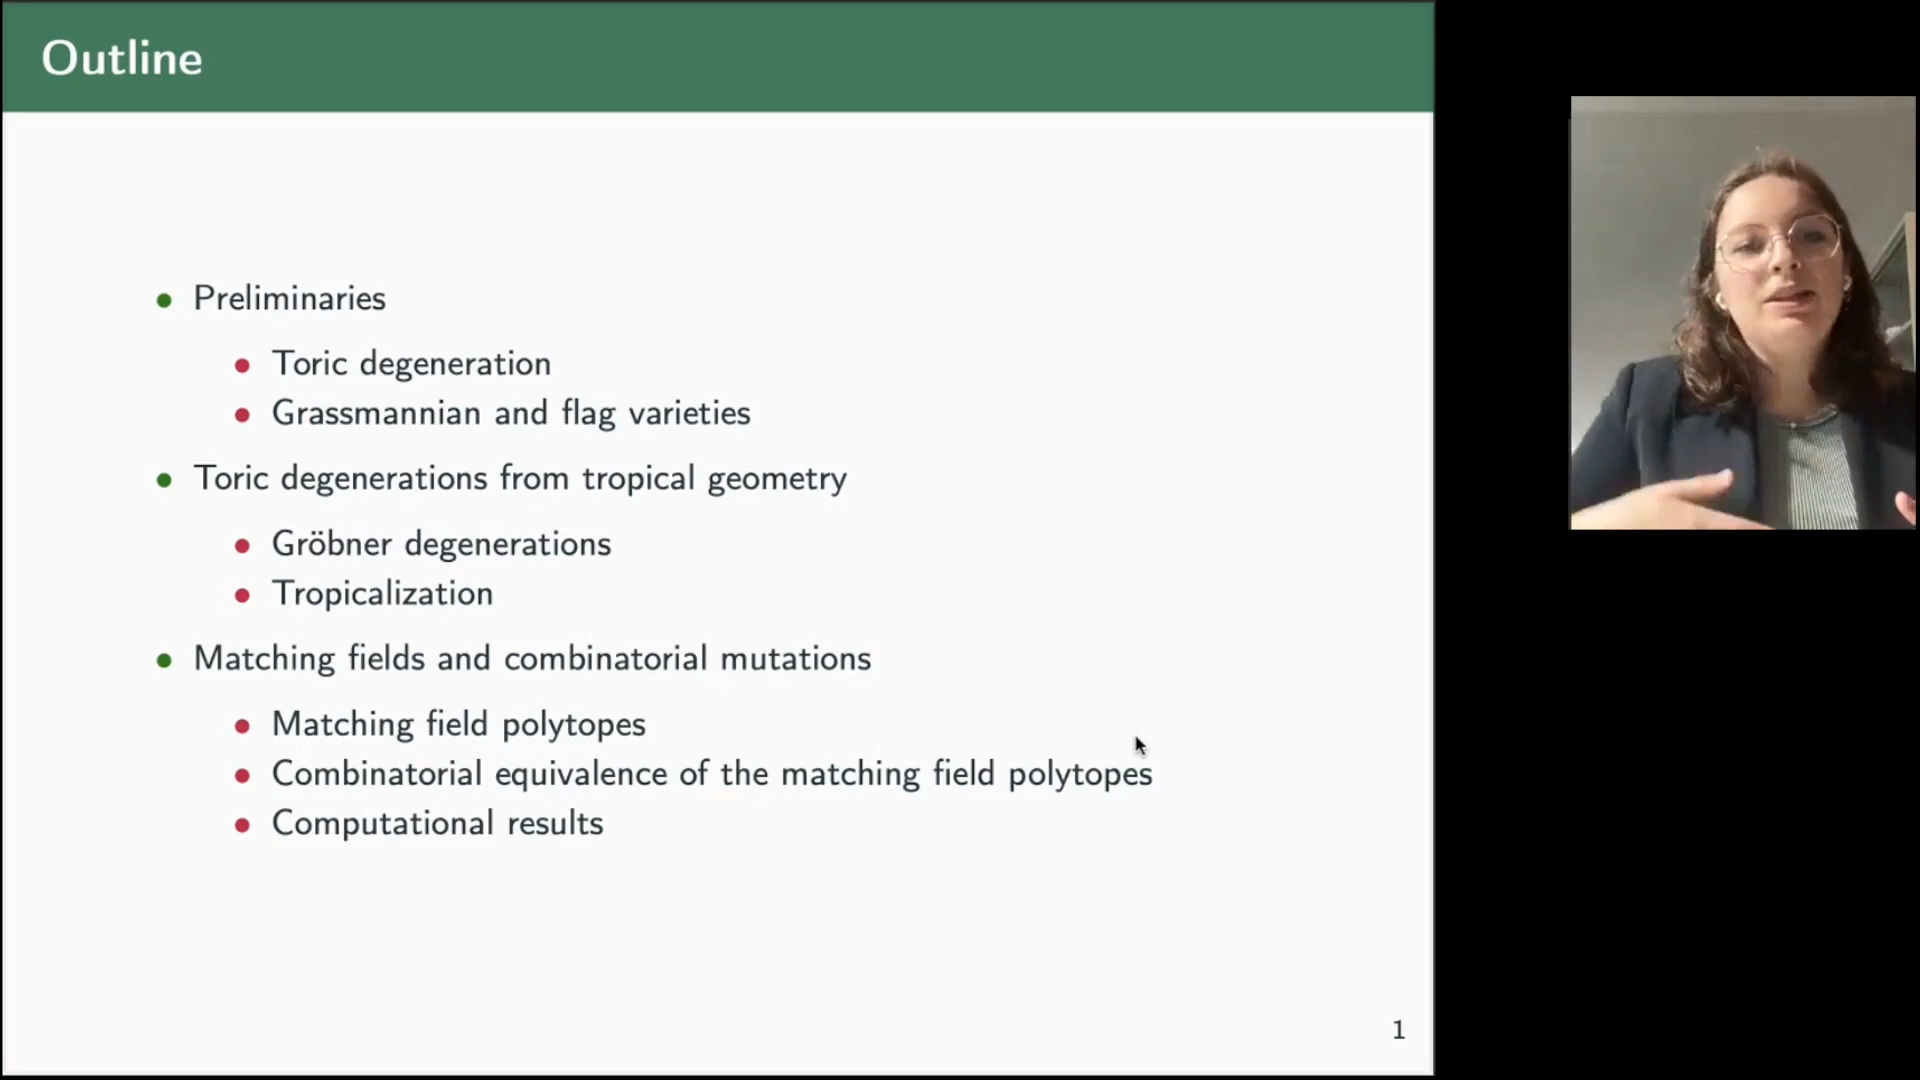 Outline
Preliminaries
Toric degeneration
Grassmannian and flag varieties
Toric degenerations from tropical geometry
Gröbner degenerations
Tropicalization
Matching fields and combinatorial mutations
Matching field polytopes
Combinatorial equivalence of the matching field polytopes
Computational results
1